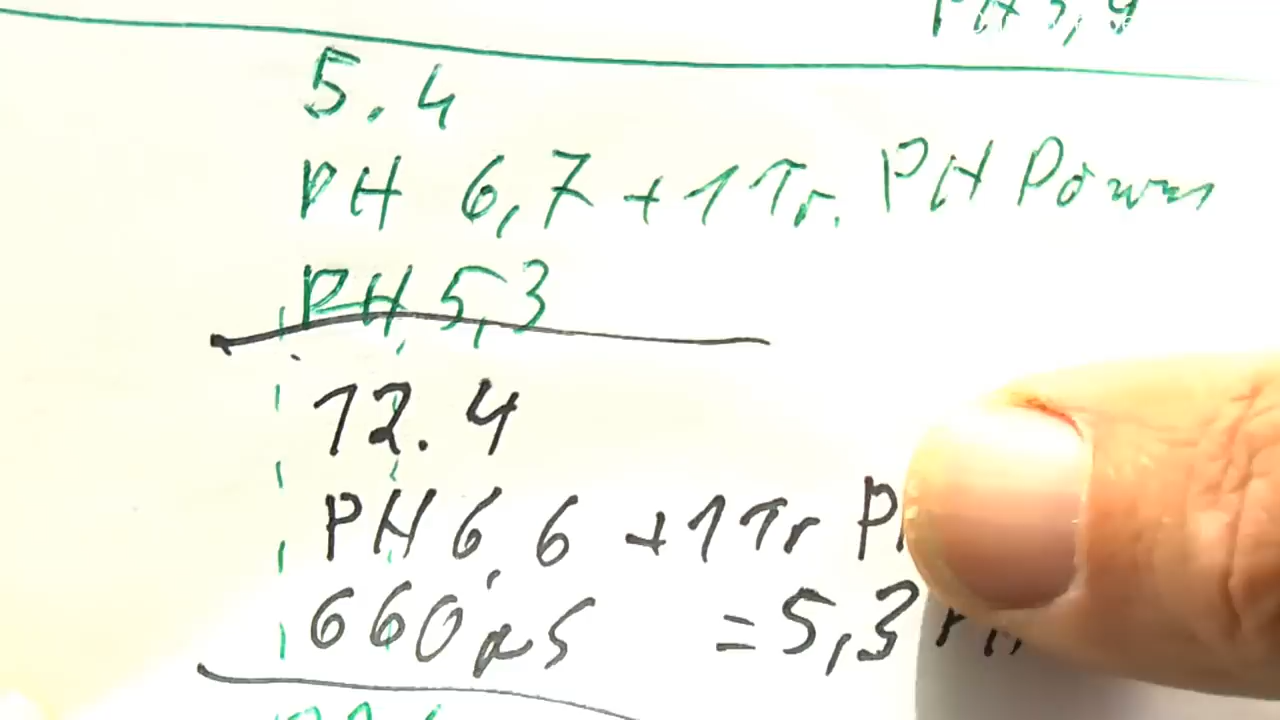 5.4
PH 6,7 + 1 Tr. PH Down
PH 5,3
12.4
PH 6,6 + 1 Tr
660 µS = 5,3